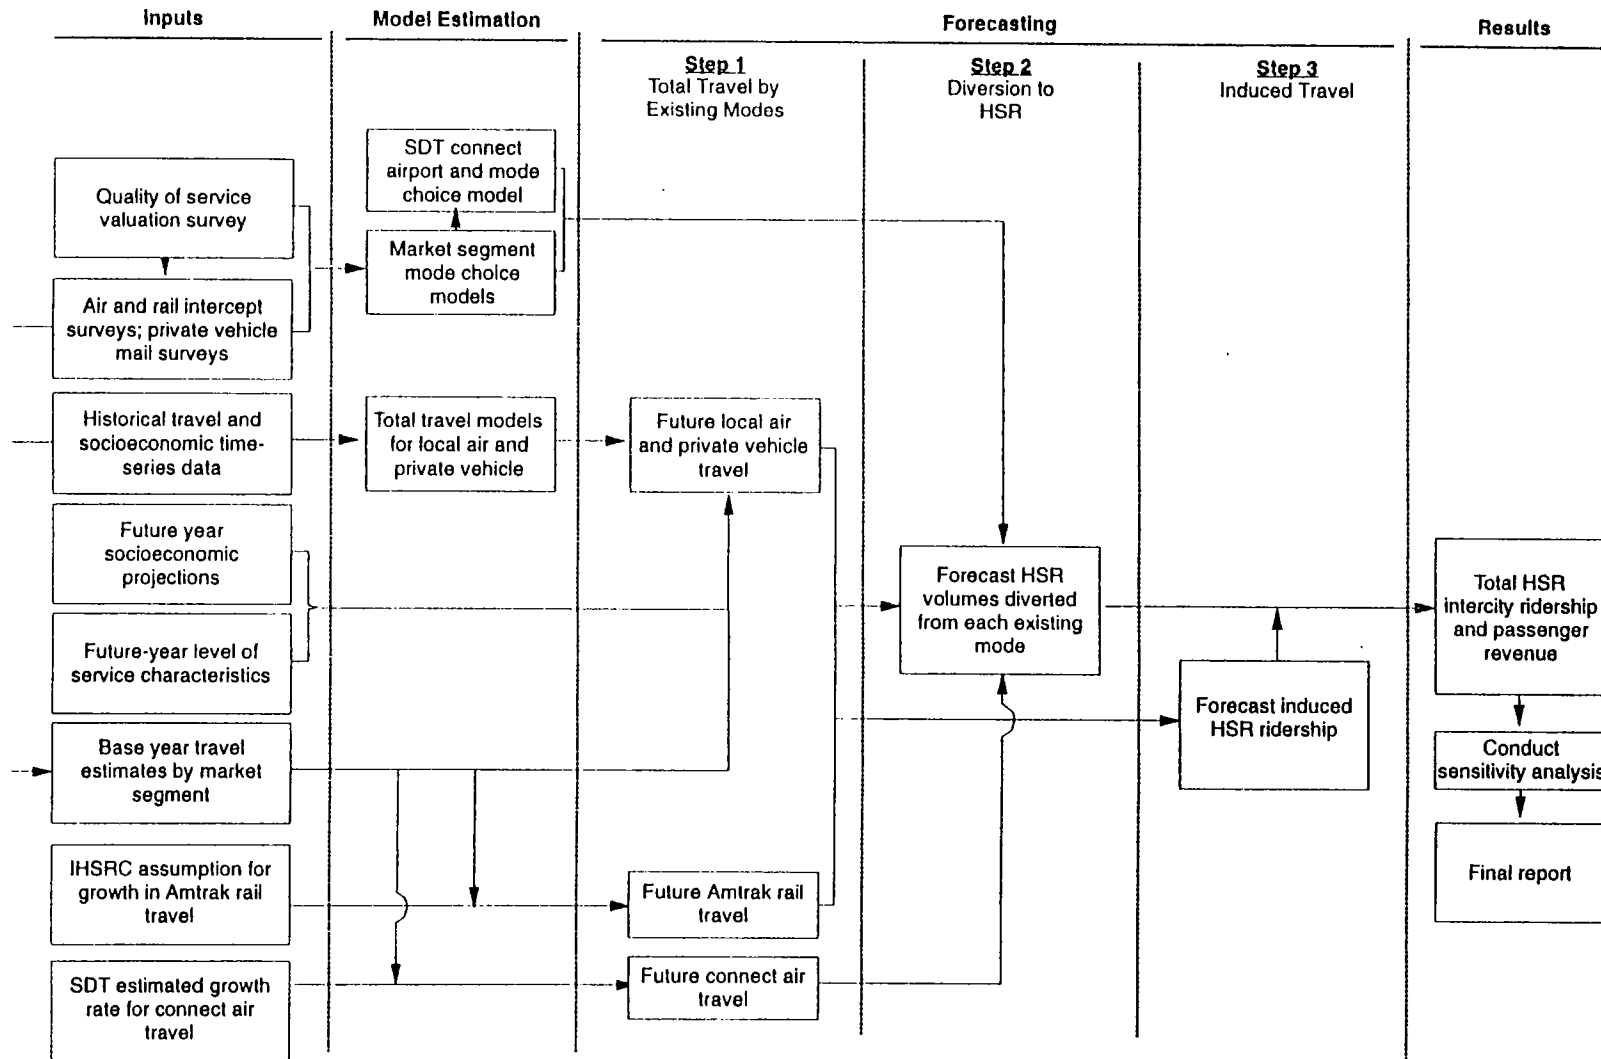 Inputs
Model Estimation
Forecasting
Results
Step 1
Total Travel by
Existing Modes
Step 2
Diversion to
HSR
Step 3
Induced Travel
Quality of service
valuation survey
Air and rail intercept
surveys; private vehicle
mail surveys
Historical travel and
socioeconomic time-
series data
Future year
socioeconomic
projections
Future-year level of
service characteristics
Base year travel
estimates by market
segment
IHSRC assumption for
growth in Amtrak rail
travel
SDT estimated growth
rate for connect air
travel
SDT connect
airport and mode
choice model
Market segment
mode choice
models
Total travel models
for local air and
private vehicle
Future local air
and private vehicle
travel
Future Amtrak rail
travel
Future connect air
travel
Forecast HSR
volumes diverted
from each existing
mode
Forecast induced
HSR ridership
Total HSR
intercity ridership
and passenger
revenue
Conduct
sensitivity analysis
Final report